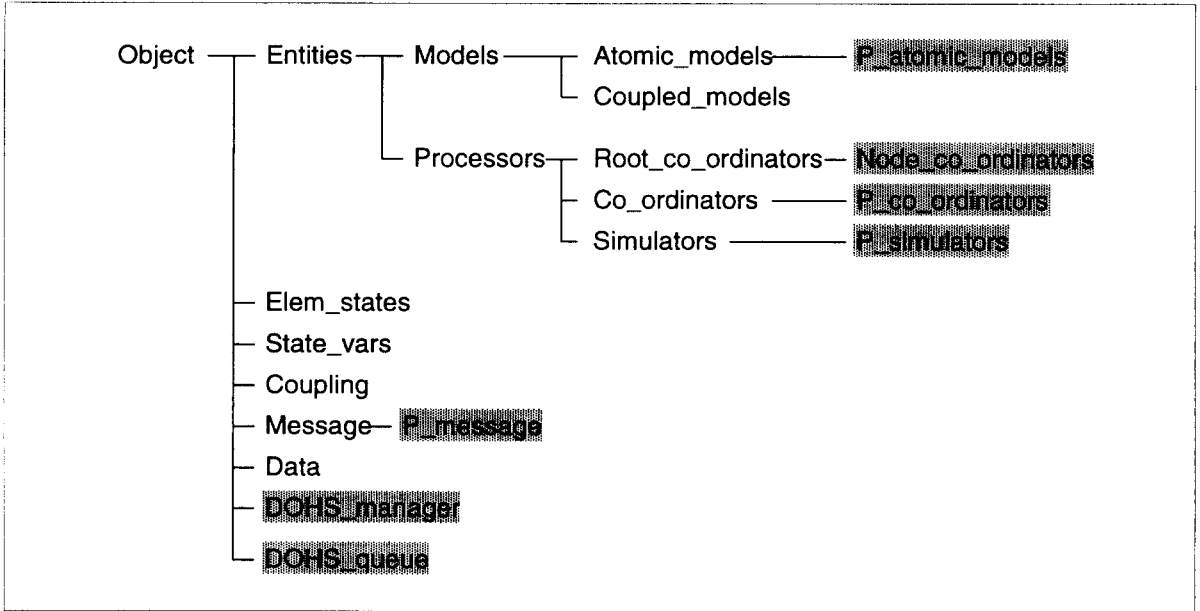 Object Entities Models Atomic_models P_atomic_models
Coupled_models
Processors Root_co_ordinators Node_co_ordinators
Co_ordinators P_co_ordinators
Simulators P_simulators
Elem_states
State_vars
Coupling
Message P_message
Data
DOHS_manager
DOHS_queue